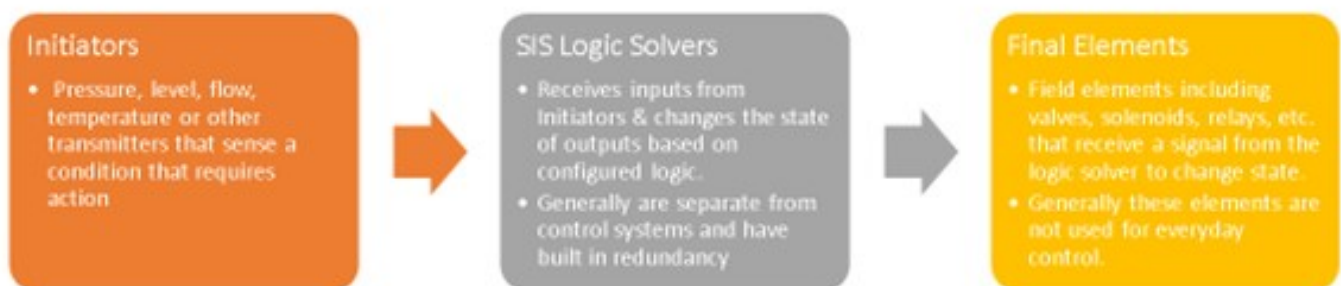 Initiators
• Pressure, level, flow,
temperature or other
transmitters that sense a
condition that requires
action
SIS Logic Solvers
• Receives inputs from
Initiators & changes the state
of outputs based on
configured logic.
• Generally are separate from
control systems and have
built in redundancy
Final Elements
• Field elements including
valves, solenoids, relays, etc.
that receive a signal from the
logic solver to change state.
• Generally these elements are
not used for everyday
control.